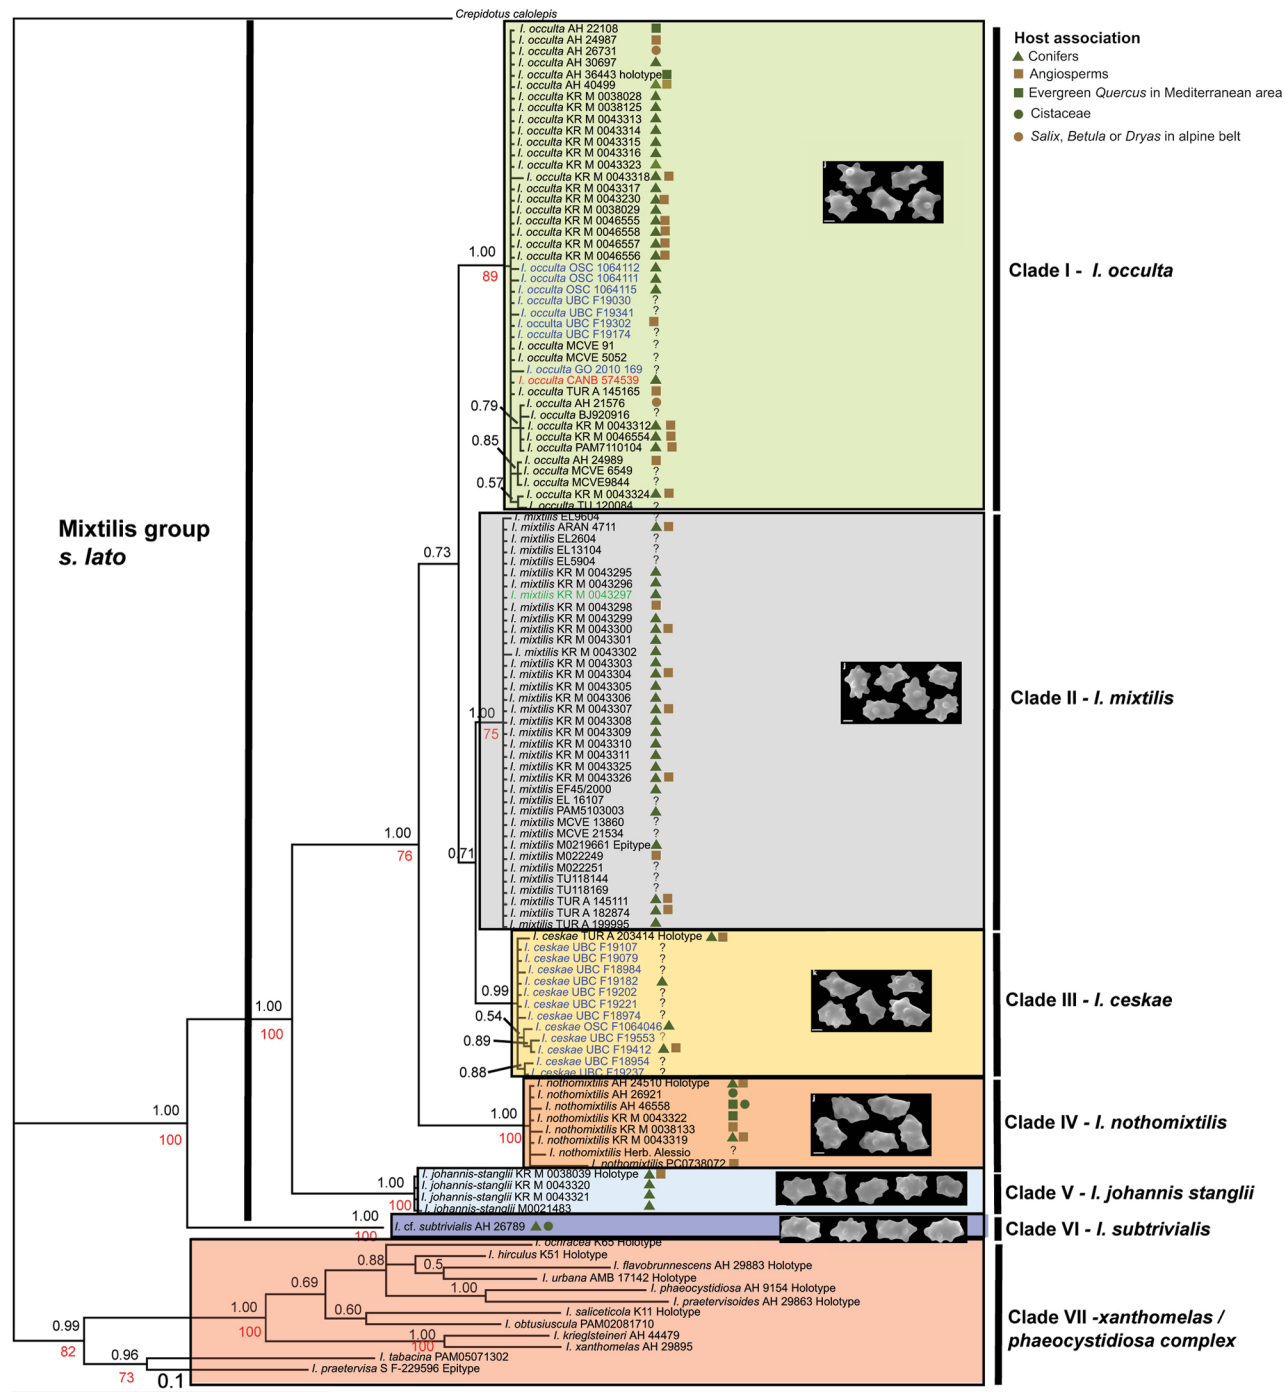 Crepidotus calolepis
I. occulta AH 22108
I. occulta AH 24987
I. occulta AH 26731
I. occulta AH 30697
I. occulta AH 36443 holotype
I. occulta AH 40499
I. occulta KR M 0038028
I. occulta KR M 0038125
I. occulta KR M 0043313
I. occulta KR M 0043314
I. occulta KR M 0043315
I. occulta KR M 0043316
I. occulta KR M 0043323
I. occulta KR M 0043318
I. occulta KR M 0043317
I. occulta KR M 0043230
I. occulta KR M 0038029
I. occulta KR M 0046555
I. occulta KR M 0046558
I. occulta KR M 0046557
I. occulta KR M 0046556
I. occulta OSC 1064112
I. occulta OSC 1064111
I. occulta OSC 1064115
I. occulta UBC F19030 ?
I. occulta UBC F19341 ?
I. occulta UBC F19302
I. occulta UBC F19174 ?
I. occulta MCVE 91 ?
I. occulta MCVE 5052 ?
I. occulta GO 2010 169 ?
I. occulta CANB 574539
I. occulta TUR A 145165
I. occulta AH 21576
I. occulta BJ920916 ?
I. occulta KR M 0043312
I. occulta KR M 0046554
I. occulta PAM7110104
I. occulta AH 24989
I. occulta MCVE 6549 ?
I. occulta MCVE9844 ?
I. occulta KR M 0043324
I. occulta TU 120084 ?
1.00
89
0.79
0.85
0.57
Host association
Conifers
Angiosperms
Evergreen Quercus in Mediterranean area
Cistaceae
Salix, Betula or Dryas in alpine belt
j
Clade I - I. occulta
Mixtilis group
s. lato
0.73
I. mixtilis EL9604 ?
I. mixtilis ARAN 4711
I. mixtilis EL2604 ?
I. mixtilis EL13104 ?
I. mixtilis EL5904 ?
I. mixtilis KR M 0043295
I. mixtilis KR M 0043296
I. mixtilis KR M 0043297
I. mixtilis KR M 0043298
I. mixtilis KR M 0043299
I. mixtilis KR M 0043300
I. mixtilis KR M 0043301
I. mixtilis KR M 0043302
I. mixtilis KR M 0043303
I. mixtilis KR M 0043304
I. mixtilis KR M 0043305
I. mixtilis KR M 0043306
I. mixtilis KR M 0043307
I. mixtilis KR M 0043308
I. mixtilis KR M 0043309
I. mixtilis KR M 0043310
I. mixtilis KR M 0043311
I. mixtilis KR M 0043325
I. mixtilis KR M 0043326
I. mixtilis EF45/2000
I. mixtilis EL 16107 ?
I. mixtilis PAM5103003
I. mixtilis MCVE 13860 ?
I. mixtilis MCVE 21534 ?
I. mixtilis M0219661 Epitype
I. mixtilis M022249
I. mixtilis M022251 ?
I. mixtilis TU118144 ?
I. mixtilis TU118169 ?
I. mixtilis TUR A 145111
I. mixtilis TUR A 182874
I. mixtilis TUR A 199995
1.00
75
j
Clade II - I. mixtilis
1.00
76
0.71
I. ceskae TUR A 203414 Holotype
I. ceskae UBC F19107 ?
I. ceskae UBC F19079 ?
I. ceskae UBC F18984 ?
I. ceskae UBC F19182
I. ceskae UBC F19202 ?
I. ceskae UBC F19221 ?
I. ceskae UBC F18974 ?
I. ceskae OSC F1064046
I. ceskae UBC F19553 ?
I. ceskae UBC F19412
I. ceskae UBC F18954 ?
I. ceskae UBC F19237 ?
0.99
0.54
0.89
0.88
k
Clade III - I. ceskae
1.00
100
I. nothomixtilis AH 24510 Holotype
I. nothomixtilis AH 26921
I. nothomixtilis AH 46558
I. nothomixtilis KR M 0043322
I. nothomixtilis KR M 0038133
I. nothomixtilis KR M 0043319
I. nothomixtilis Herb. Alessio ?
I. nothomixtilis PC0738072
1.00
100
j
Clade IV - I. nothomixtilis
1.00
100
I. johannis-stanglii KR M 0038039 Holotype
I. johannis-stanglii KR M 0043320
I. johannis-stanglii KR M 0043321
I. johannis-stanglii M0021483
1.00
100
Clade V - I. johannis stanglii
1.00
100
I. cf. subtrivialis AH 26789
Clade VI - I. subtrivialis
I. ochracea K65 Holotype
I. hirculus K51 Holotype
I. flavobrunnescens AH 29883 Holotype
I. urbana AMB 17142 Holotype
I. phaeocystidiosa AH 9154 Holotype
I. praetervisoides AH 29863 Holotype
I. saliceticola K11 Holotype
I. obtusiuscula PAM02081710
I. krieglsteineri AH 44479
I. xanthomelas AH 29895
I. tabacina PAM05071302
I. praetervisa S F-229596 Epitype
0.88
0.5
0.69
1.00
0.60
1.00
100
1.00
100
0.99
82
0.96
73
0.1
Clade VII -xanthomelas /
phaeocystidiosa complex